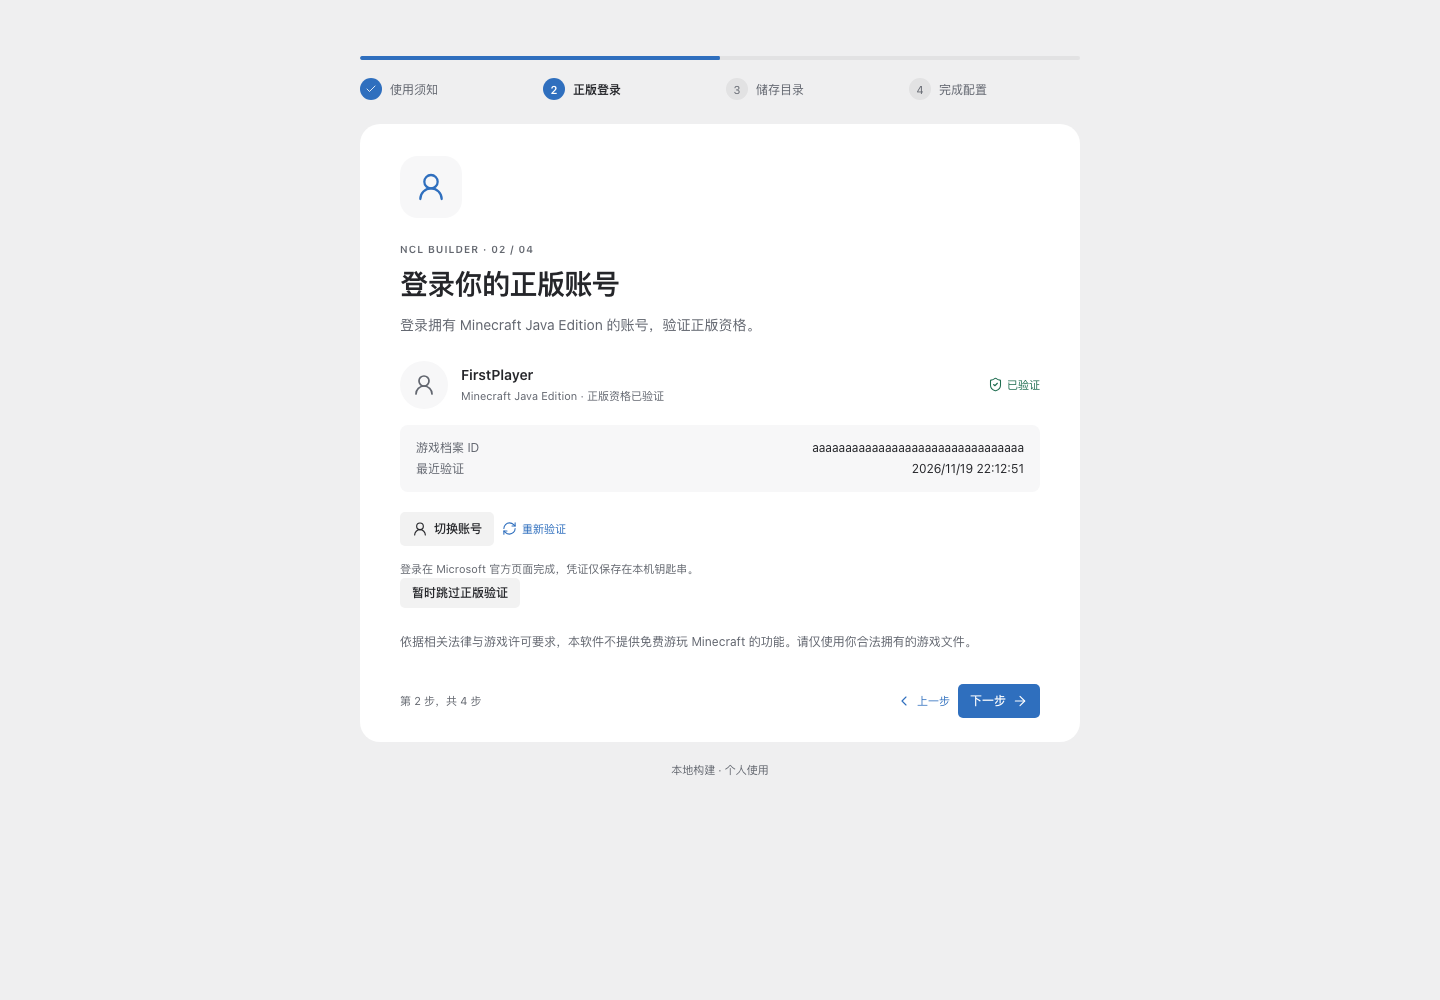 使用须知
2 正版登录
3 储存目录
4 完成配置
NCL BUILDER · 02 / 04
登录你的正版账号
登录拥有 Minecraft Java Edition 的账号，验证正版资格。
FirstPlayer
Minecraft Java Edition · 正版资格已验证
已验证
游戏档案 ID aaaaaaaaaaaaaaaaaaaaaaaaaaaaaaaa
最近验证 2026/11/19 22:12:51
切换账号 重新验证
登录在 Microsoft 官方页面完成，凭证仅保存在本机钥匙串。
暂时跳过正版验证
依据相关法律与游戏许可要求，本软件不提供免费游玩 Minecraft 的功能。请仅使用你合法拥有的游戏文件。
第 2 步，共 4 步
上一步 下一步
本地构建 · 个人使用